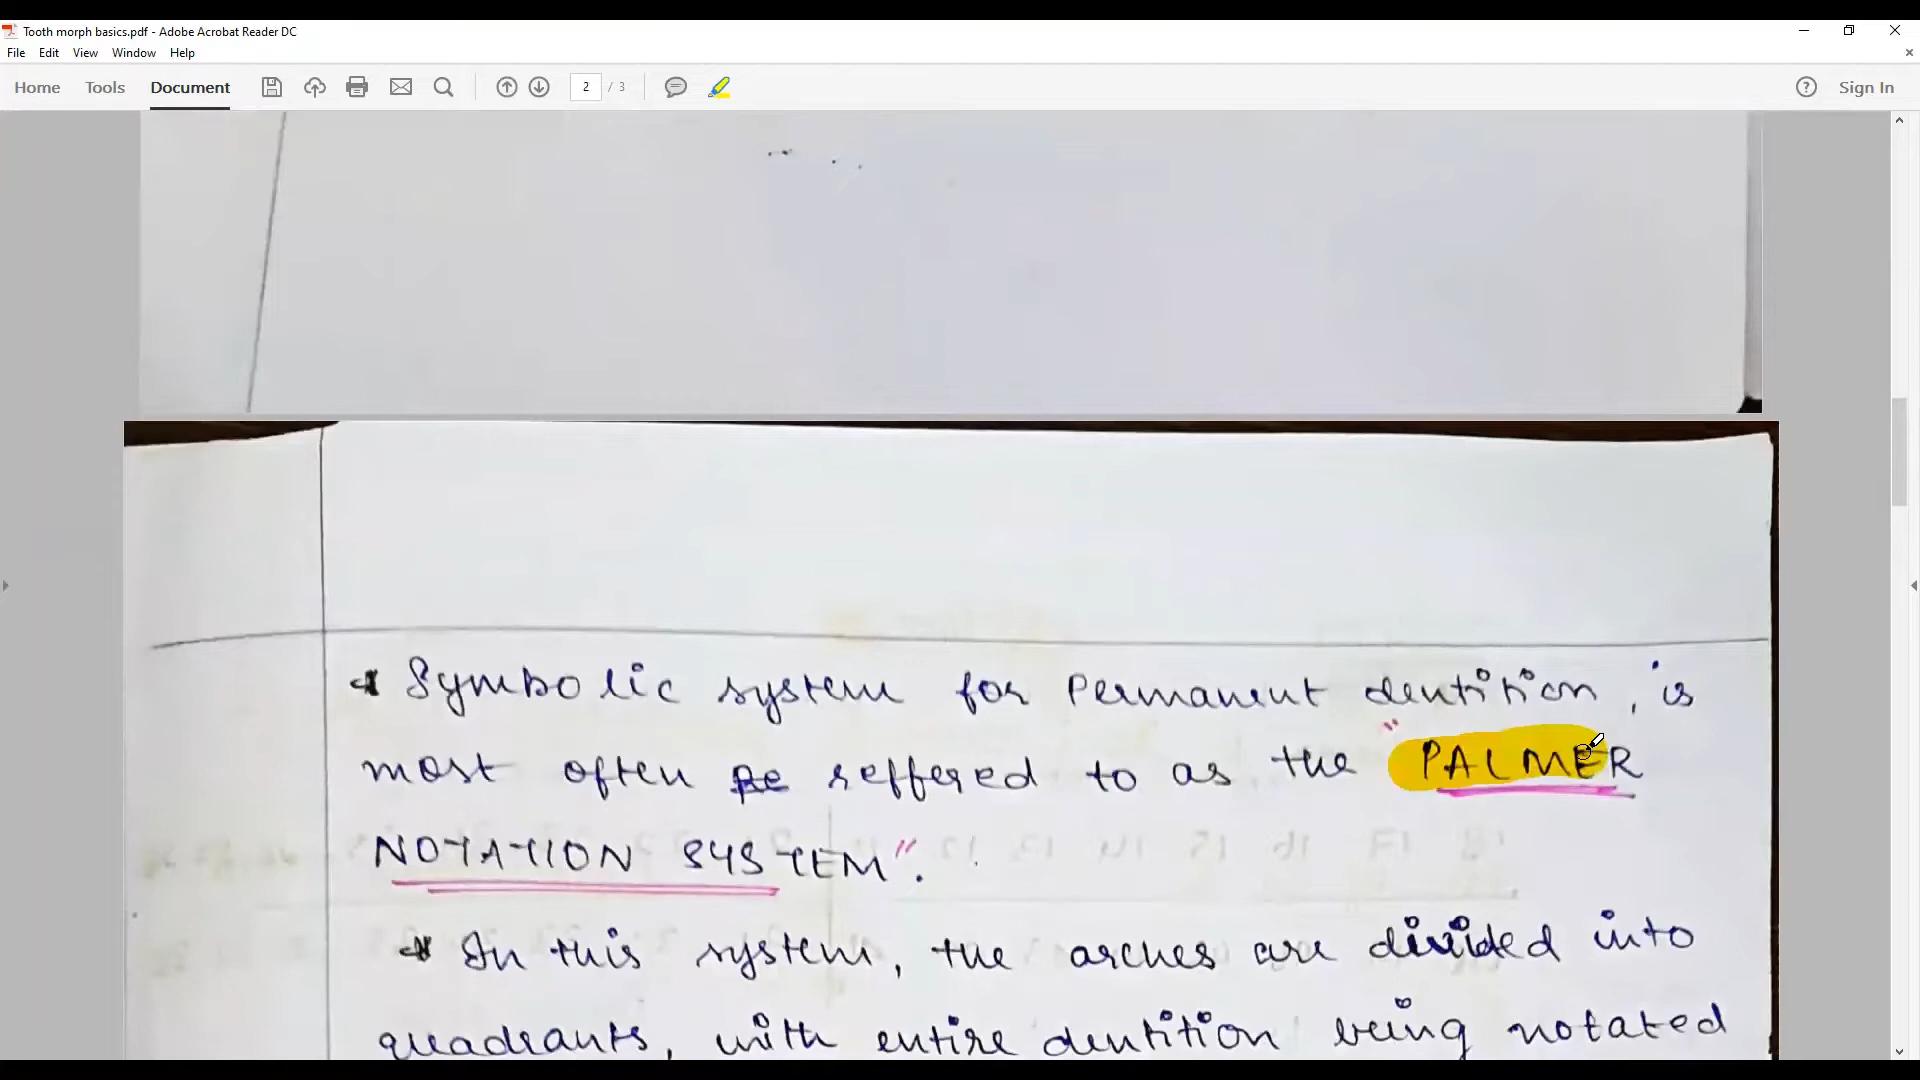 Tooth morph basics.pdf - Adobe Acrobat Reader DC
File Edit View Window Help
Home Tools Document 2 / 3 Sign In
Symbolic system for Permanent dentition, is
most often reffered to as the "PALMER
NOTATION SYSTEM".
In this system, the arches are divided into
quadrants, with entire dentition being notated